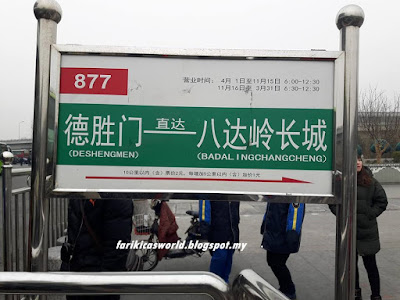 877
营业时间: 4月 1日至11月15日 6:00-12:30
11月16日至 3月31日 6:30-12:30
德胜门 直达 八达岭长城
(DESHENGMEN) (BADALINGCHANGCHENG)
farikicasworld.blogspot.my